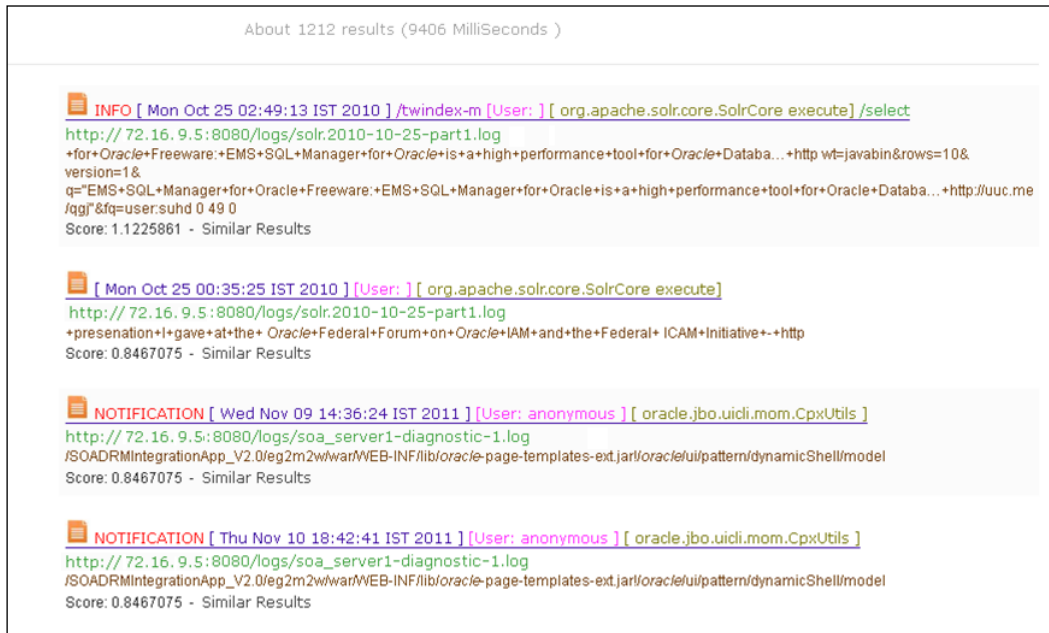 About 1212 results (9406 MilliSeconds )
INFO [ Mon Oct 25 02:49:13 IST 2010 ] /twindex-m [User: ] [ org.apache.solr.core.SolrCore execute] /select
http:// 72.16.9.5:8080/logs/solr.2010-10-25-part1.log
+for+Oracle+Freeware:+EMS+SQL+Manager+for+Oracle+is+a+high+performance+tool+for+Oracle+Databa...+http wt=javabin&rows=10&
version=1&
q="EMS+SQL+Manager+for+Oracle+Freeware:+EMS+SQL+Manager+for+Oracle+is+a+high+performance+tool+for+Oracle+Databa...+http://uuc.me
/qgj"&fq=user:suhd 0 49 0
Score: 1.1225861 - Similar Results
[ Mon Oct 25 00:35:25 IST 2010 ] [User: ] [ org.apache.solr.core.SolrCore execute]
http:// 72.16.9.5:8080/logs/solr.2010-10-25-part1.log
+presenation+I+gave+at+the+ Oracle+Federal+Forum+on+Oracle+IAM+and+the+Federal+ ICAM+Initiative+-+http
Score: 0.8467075 - Similar Results
NOTIFICATION [ Wed Nov 09 14:36:24 IST 2011 ] [User: anonymous ] [ oracle.jbo.uicli.mom.CpxUtils ]
http:// 72.16.9.5:8080/logs/soa_server1-diagnostic-1.log
/SOADRMIntegrationApp_V2.0/eg2m2w/war/WEB-INF/lib/oracle-page-templates-ext.jar!/oracle/ui/pattern/dynamicShell/model
Score: 0.8467075 - Similar Results
NOTIFICATION [ Thu Nov 10 18:42:41 IST 2011 ] [User: anonymous ] [ oracle.jbo.uicli.mom.CpxUtils ]
http:// 72.16.9.5:8080/logs/soa_server1-diagnostic-1.log
/SOADRMIntegrationApp_V2.0/eg2m2w/war/WEB-INF/lib/oracle-page-templates-ext.jar!/oracle/ui/pattern/dynamicShell/model
Score: 0.8467075 - Similar Results